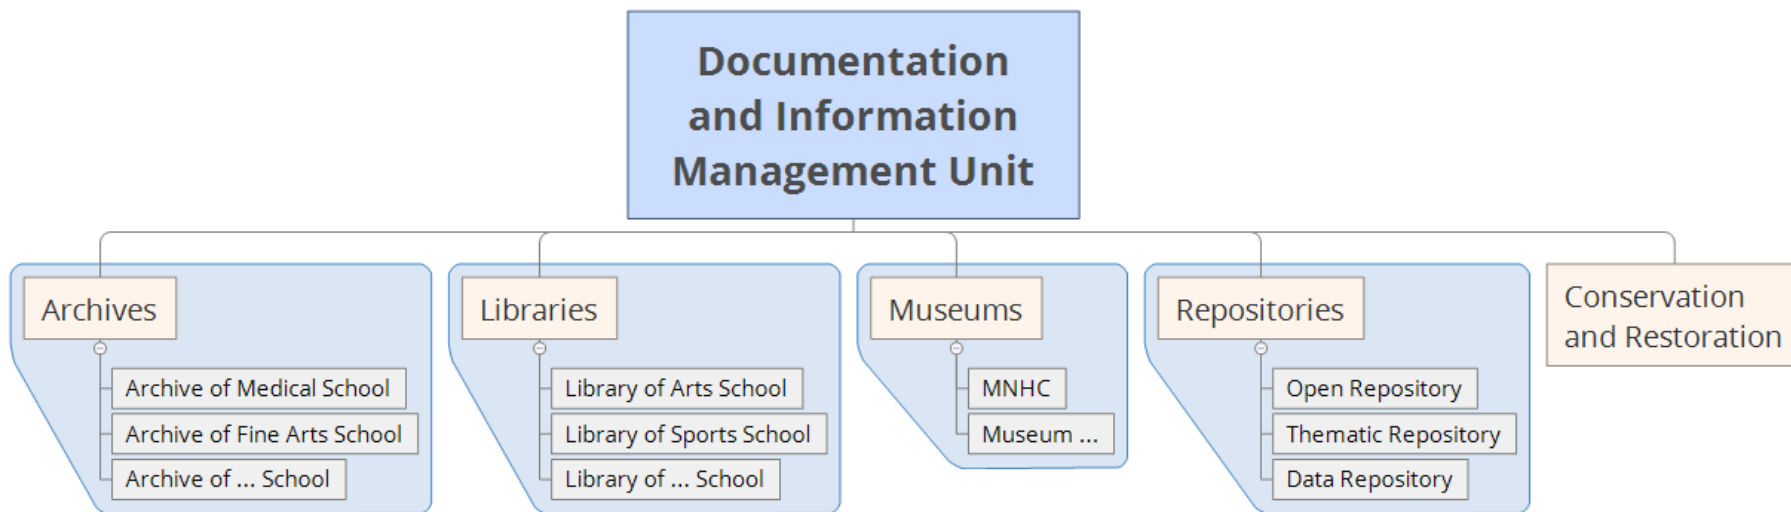 Documentation
and Information
Management Unit
Archives
Archive of Medical School
Archive of Fine Arts School
Archive of ... School
Libraries
Library of Arts School
Library of Sports School
Library of ... School
Museums
MNHC
Museum ...
Repositories
Open Repository
Thematic Repository
Data Repository
Conservation
and Restoration